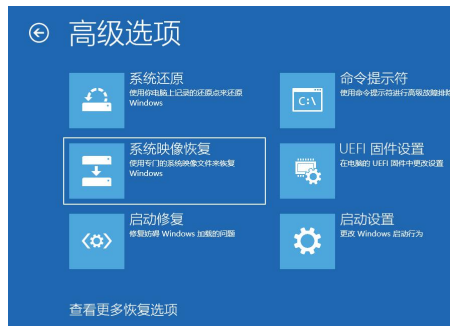 高级选项
系统还原
使用你电脑上记录的还原点来还原
Windows
命令提示符
使用命令提示符进行高级故障排除
C:\
系统映像恢复
使用专门的系统映像文件来恢复
Windows
UEFI 固件设置
在电脑的 UEFI 固件中更改设置
启动修复
修复妨碍 Windows 加载的问题
启动设置
更改 Windows 启动行为
查看更多恢复选项